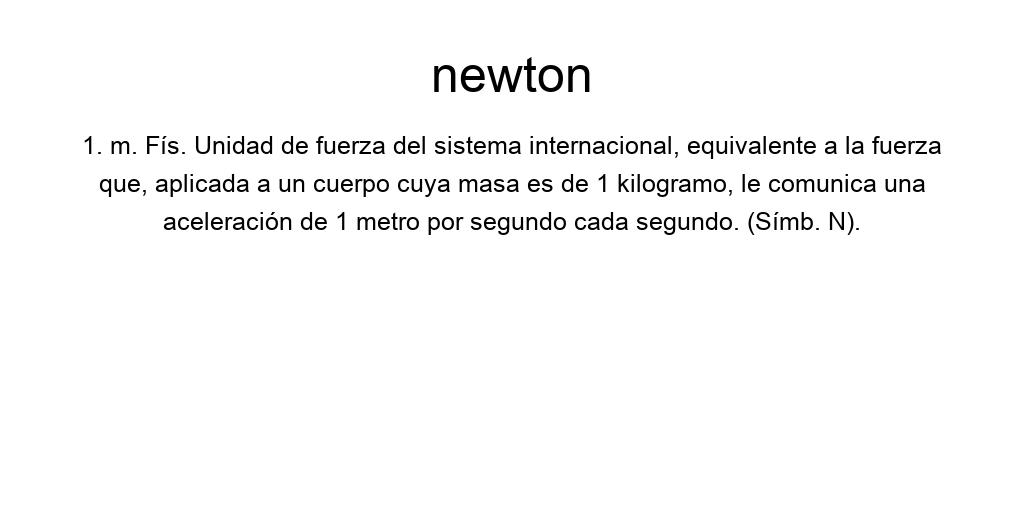 newton
1. m. Fís. Unidad de fuerza del sistema internacional, equivalente a la fuerza
que, aplicada a un cuerpo cuya masa es de 1 kilogramo, le comunica una
aceleración de 1 metro por segundo cada segundo. (Símb. N).